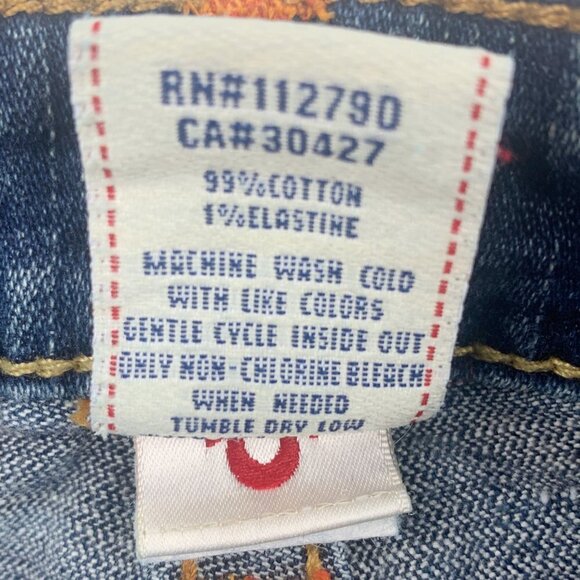 RN#112790
CA#30427
99%COTTON
1%ELASTINE
MACHINE WASH COLD
WITH LIKE COLORS
GENTLE CYCLE INSIDE OUT
ONLY NON-CHLORINE BLEACH
WHEN NEEDED
TUMBLE DRY LOW